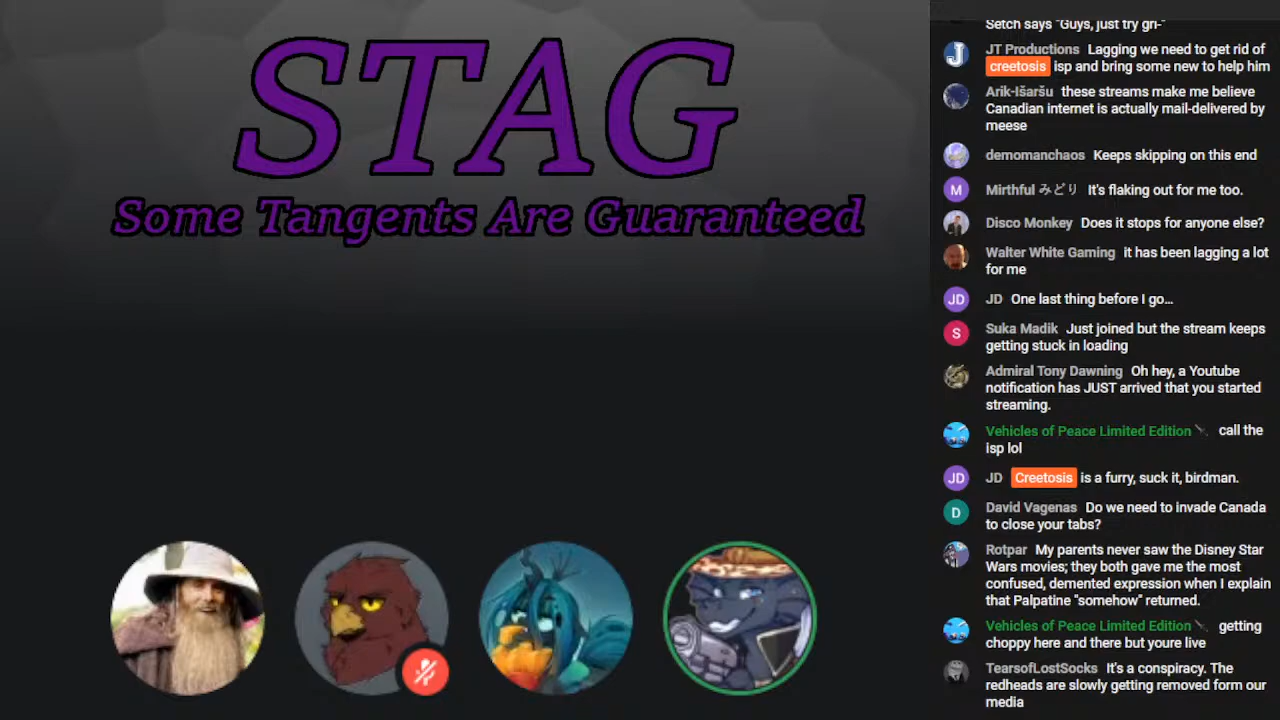 STAG
Some Tangents Are Guaranteed
Setch says "Guys, just try gri-"
J
JT Productions Lagging we need to get rid of
creetosis isp and bring some new to help him
Arik-Išaršu these streams make me believe
Canadian internet is actually mail-delivered by
meese
demomanchaos Keeps skipping on this end
M
Mirthful みどり It's flaking out for me too.
Disco Monkey Does it stops for anyone else?
Walter White Gaming it has been lagging a lot
for me
JD
JD One last thing before I go...
S
Suka Madik Just joined but the stream keeps
getting stuck in loading
Admiral Tony Dawning Oh hey, a Youtube
notification has JUST arrived that you started
streaming.
Vehicles of Peace Limited Edition call the
isp lol
JD
JD Creetosis is a furry, suck it, birdman.
D
David Vagenas Do we need to invade Canada
to close your tabs?
Rotpar My parents never saw the Disney Star
Wars movies; they both gave me the most
confused, demented expression when I explain
that Palpatine "somehow" returned.
Vehicles of Peace Limited Edition getting
choppy here and there but youre live
TearsofLostSocks It's a conspiracy. The
redheads are slowly getting removed form our
media